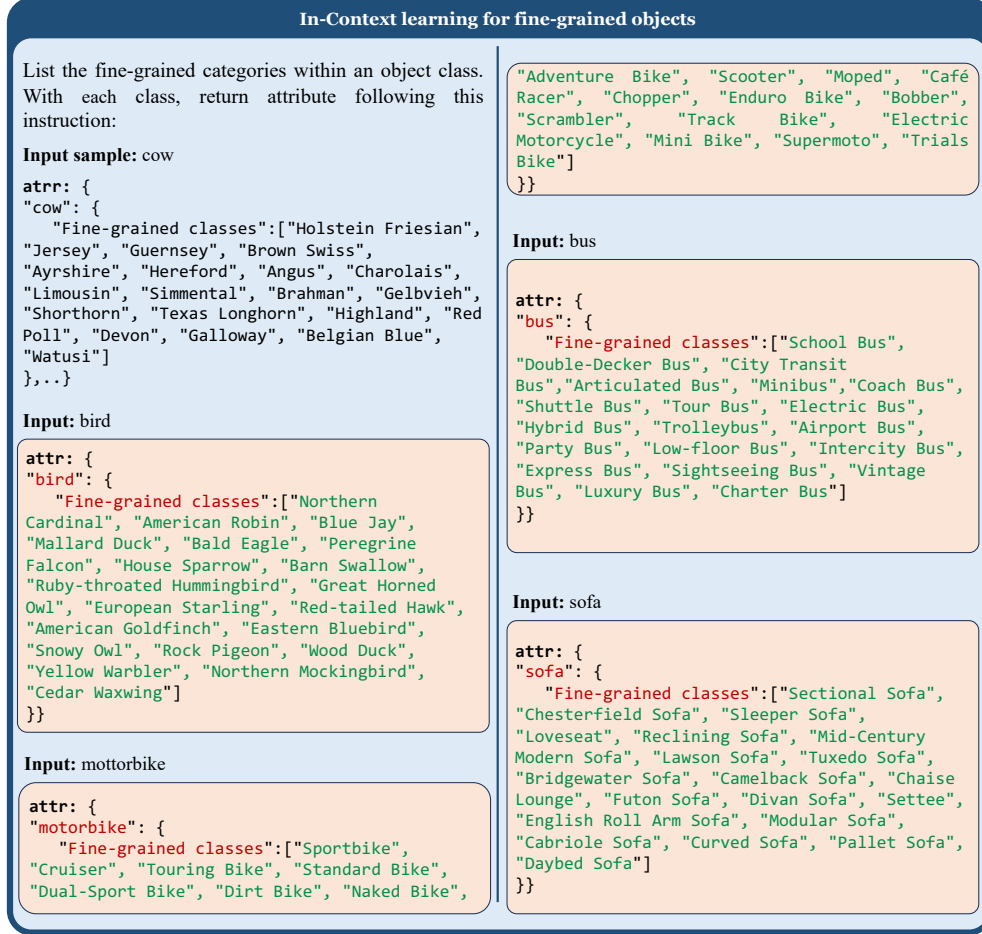 In-Context learning for fine-grained objects
List the fine-grained categories within an object class.
With each class, return attribute following this
instruction:
Input sample: cow
atrr: {
"cow": {
"Fine-grained classes":["Holstein Friesian",
"Jersey", "Guernsey", "Brown Swiss",
"Ayrshire", "Hereford", "Angus", "Charolais",
"Limousin", "Simmental", "Brahman", "Gelbvieh",
"Shorthorn", "Texas Longhorn", "Highland", "Red
Poll", "Devon", "Galloway", "Belgian Blue",
"Watusi"]
},..}
Input: bird
attr: {
"bird": {
"Fine-grained classes":["Northern
Cardinal", "American Robin", "Blue Jay",
"Mallard Duck", "Bald Eagle", "Peregrine
Falcon", "House Sparrow", "Barn Swallow",
"Ruby-throated Hummingbird", "Great Horned
Owl", "European Starling", "Red-tailed Hawk",
"American Goldfinch", "Eastern Bluebird",
"Snowy Owl", "Rock Pigeon", "Wood Duck",
"Yellow Warbler", "Northern Mockingbird",
"Cedar Waxwing"]
}}
Input: mottorbike
attr: {
"motorbike": {
"Fine-grained classes":["Sportbike",
"Cruiser", "Touring Bike", "Standard Bike",
"Dual-Sport Bike", "Dirt Bike", "Naked Bike",
"Adventure Bike", "Scooter", "Moped", "Café
Racer", "Chopper", "Enduro Bike", "Bobber",
"Scrambler", "Track Bike", "Electric
Motorcycle", "Mini Bike", "Supermoto", "Trials
Bike"]
}}
Input: bus
attr: {
"bus": {
"Fine-grained classes":["School Bus",
"Double-Decker Bus", "City Transit
Bus","Articulated Bus", "Minibus","Coach Bus",
"Shuttle Bus", "Tour Bus", "Electric Bus",
"Hybrid Bus", "Trolleybus", "Airport Bus",
"Party Bus", "Low-floor Bus", "Intercity Bus",
"Express Bus", "Sightseeing Bus", "Vintage
Bus", "Luxury Bus", "Charter Bus"]
}}
Input: sofa
attr: {
"sofa": {
"Fine-grained classes":["Sectional Sofa",
"Chesterfield Sofa", "Sleeper Sofa",
"Loveseat", "Reclining Sofa", "Mid-Century
Modern Sofa", "Lawson Sofa", "Tuxedo Sofa",
"Bridgewater Sofa", "Camelback Sofa", "Chaise
Lounge", "Futon Sofa", "Divan Sofa", "Settee",
"English Roll Arm Sofa", "Modular Sofa",
"Cabriole Sofa", "Curved Sofa", "Pallet Sofa",
"Daybed Sofa"]
}}